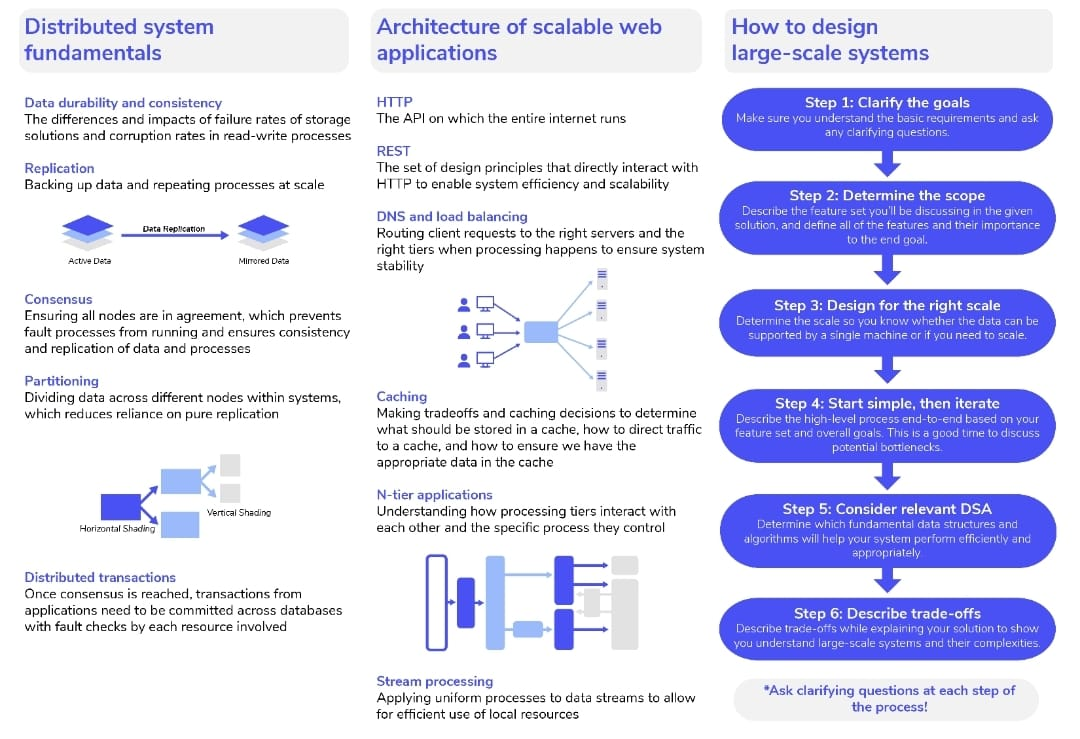 Distributed system
fundamentals
Data durability and consistency
The differences and impacts of failure rates of storage
solutions and corruption rates in read-write processes
Replication
Backing up data and repeating processes at scale
Data Replication
Active Data
Mirrored Data
Consensus
Ensuring all nodes are in agreement, which prevents
fault processes from running and ensures consistency
and replication of data and processes
Partitioning
Dividing data across different nodes within systems,
which reduces reliance on pure replication
Vertical Shading
Horizontal Shading
Distributed transactions
Once consensus is reached, transactions from
applications need to be committed across databases
with fault checks by each resource involved
Architecture of scalable web
applications
HTTP
The API on which the entire internet runs
REST
The set of design principles that directly interact with
HTTP to enable system efficiency and scalability
DNS and load balancing
Routing client requests to the right servers and the
right tiers when processing happens to ensure system
stability
Caching
Making tradeoffs and caching decisions to determine
what should be stored in a cache, how to direct traffic
to a cache, and how to ensure we have the
appropriate data in the cache
N-tier applications
Understanding how processing tiers interact with
each other and the specific process they control
Stream processing
Applying uniform processes to data streams to allow
for efficient use of local resources
How to design
large-scale systems
Step 1: Clarify the goals
Make sure you understand the basic requirements and ask
any clarifying questions.
Step 2: Determine the scope
Describe the feature set you'll be discussing in the given
solution, and define all of the features and their importance
to the end goal.
Step 3: Design for the right scale
Determine the scale so you know whether the data can be
supported by a single machine or if you need to scale.
Step 4: Start simple, then iterate
Describe the high-level process end-to-end based on your
feature set and overall goals. This is a good time to discuss
potential bottlenecks.
Step 5: Consider relevant DSA
Determine which fundamental data structures and
algorithms will help your system perform efficiently and
appropriately.
Step 6: Describe trade-offs
Describe trade-offs while explaining your solution to show
you understand large-scale systems and their complexities.
*Ask clarifying questions at each step of
the process!